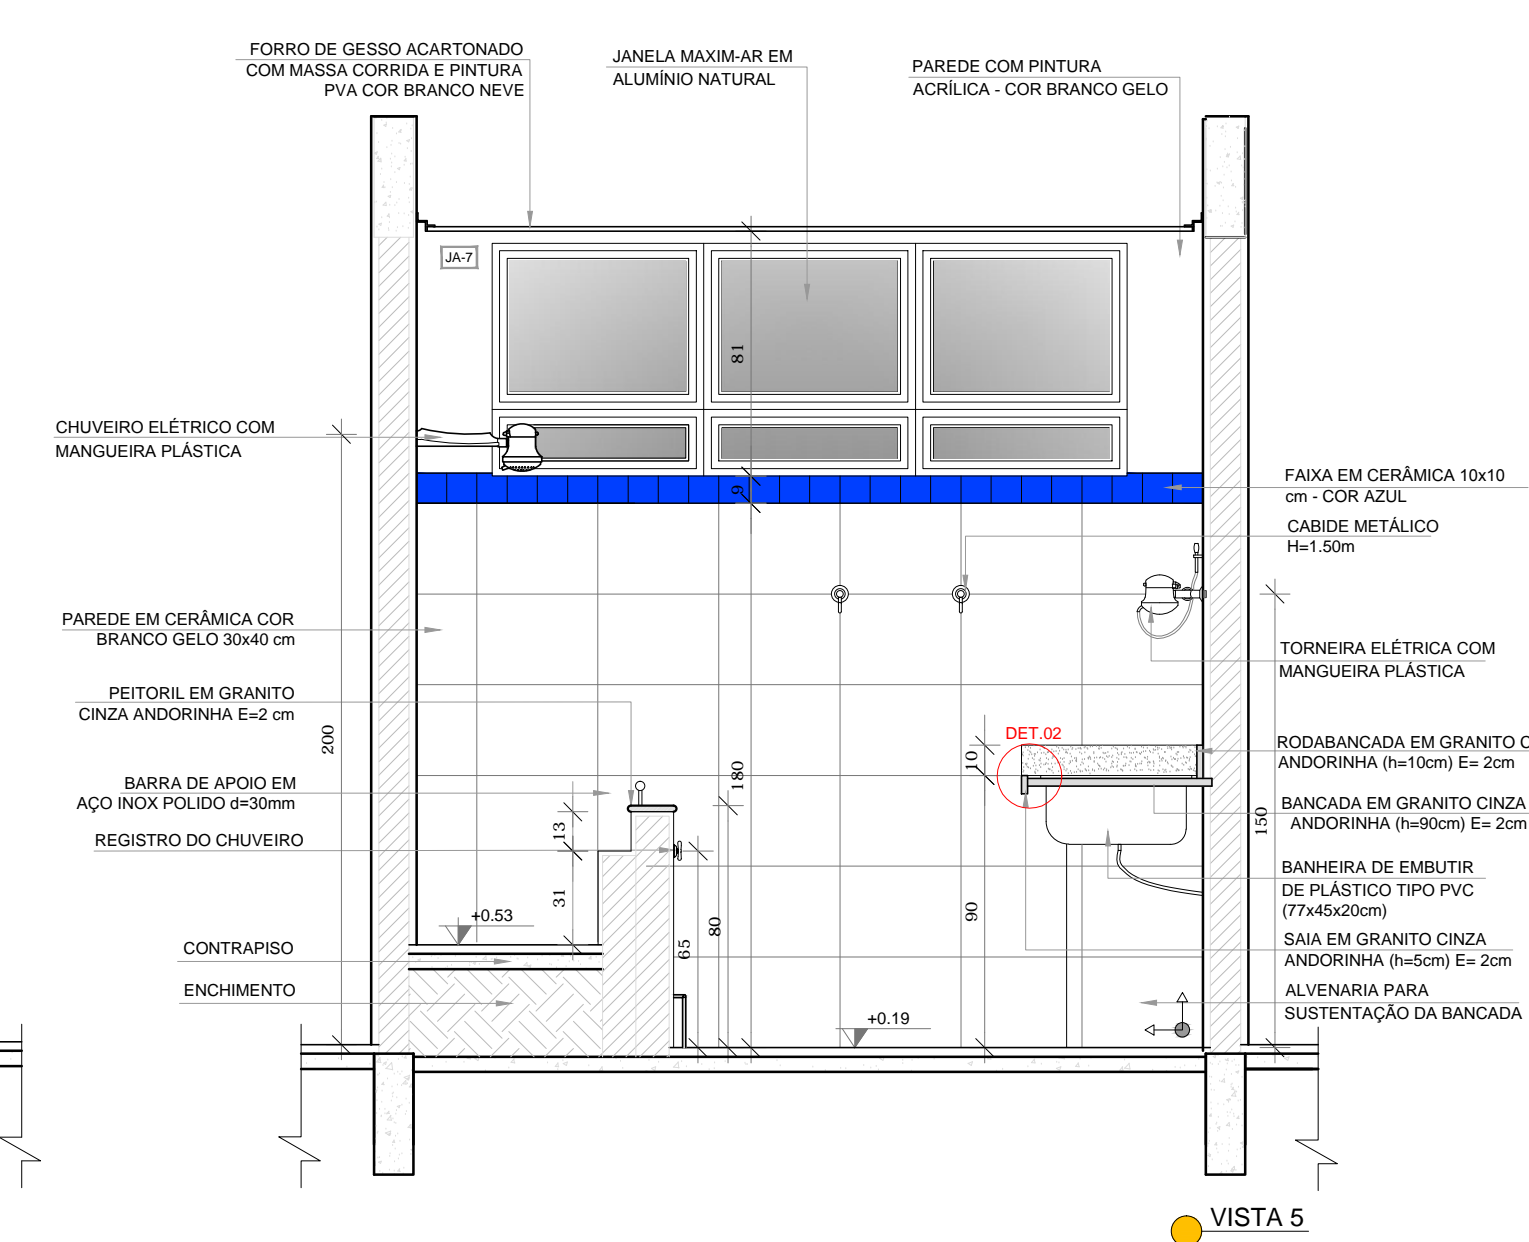 FORRO DE GESSO ACARTONADO
COM MASSA CORRIDA E PINTURA
PVA COR BRANCO NEVE
JANELA MAXIM-AR EM
ALUMÍNIO NATURAL
PAREDE COM PINTURA
ACRÍLICA - COR BRANCO GELO
JA-7
81
CHUVEIRO ELÉTRICO COM
MANGUEIRA PLÁSTICA
9
FAIXA EM CERÂMICA 10x10
cm - COR AZUL
CABIDE METÁLICO
H=1.50m
PAREDE EM CERÂMICA COR
BRANCO GELO 30x40 cm
TORNEIRA ELÉTRICA COM
MANGUEIRA PLÁSTICA
PEITORIL EM GRANITO
CINZA ANDORINHA E=2 cm
200
DET.02
10
180
RODABANCADA EM GRANITO C
ANDORINHA (h=10cm) E= 2cm
BARRA DE APOIO EM
AÇO INOX POLIDO d=30mm
BANCADA EM GRANITO CINZA
ANDORINHA (h=90cm) E= 2cm
150
13
REGISTRO DO CHUVEIRO
BANHEIRA DE EMBUTIR
DE PLÁSTICO TIPO PVC
(77x45x20cm)
31
+0.53
90
80
65
CONTRAPISO
SAIA EM GRANITO CINZA
ANDORINHA (h=5cm) E= 2cm
ENCHIMENTO
ALVENARIA PARA
SUSTENTAÇÃO DA BANCADA
+0.19
VISTA 5